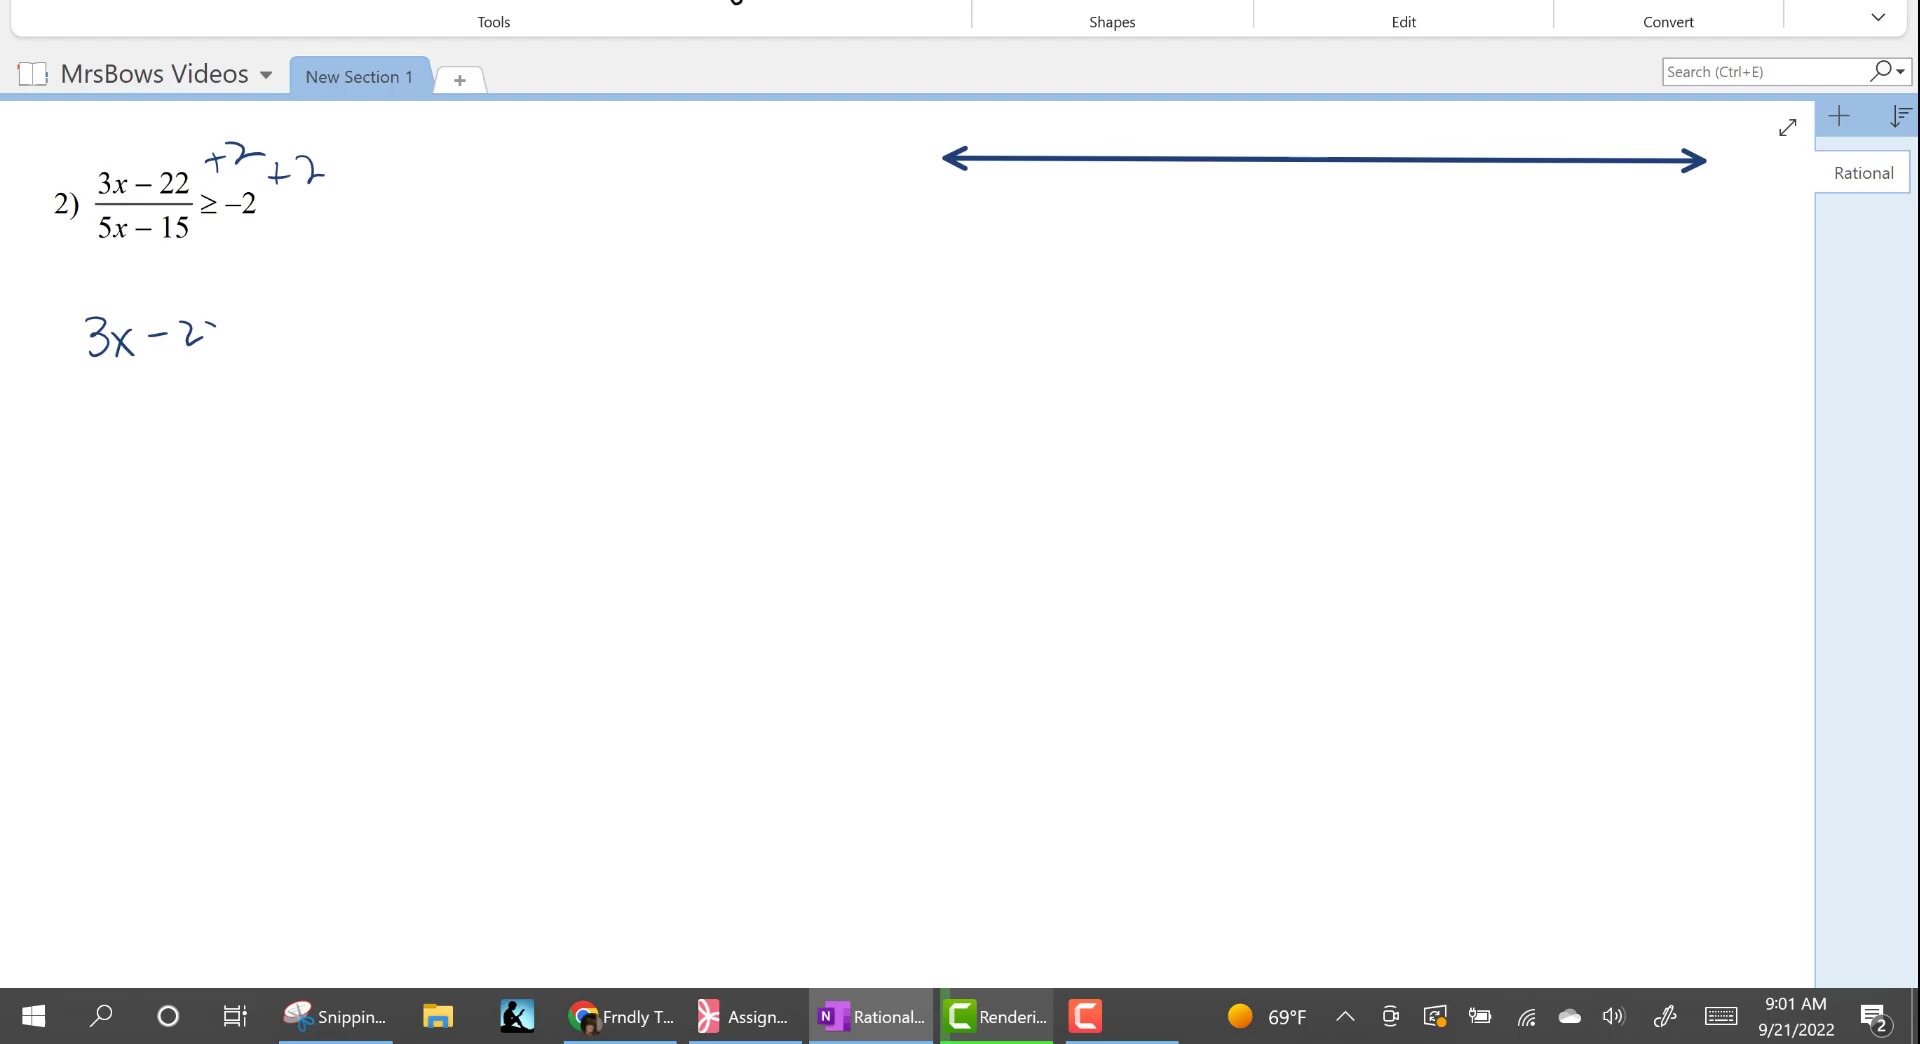 Tools Shapes Edit Convert
MrsBows Videos New Section 1 + Search (Ctrl+E)
Rational
+2 +2
2) (3x − 22)/(5x − 15) ≥ −2
3x − 2
Snippin... Frndly T... Assign... Rational... Renderi... 69°F 9:01 AM
9/21/2022 2